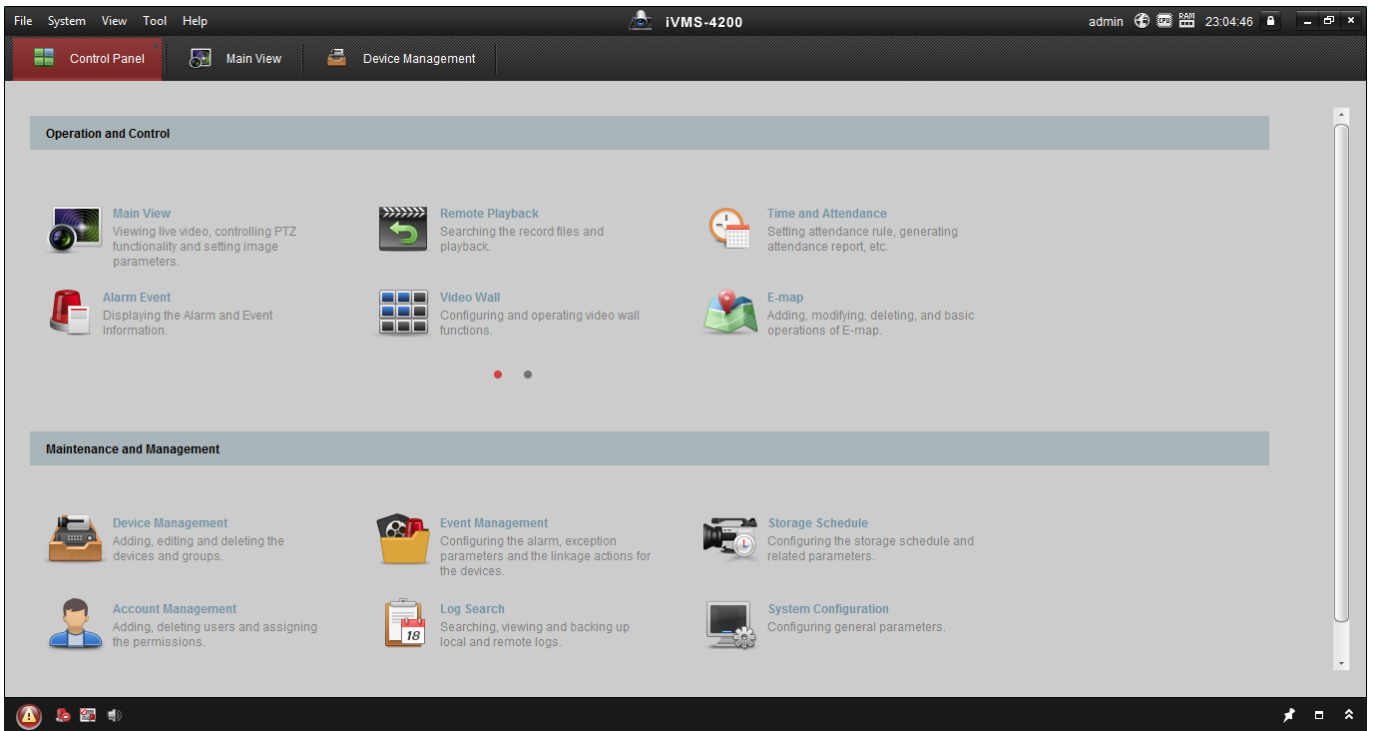 File System View Tool Help iVMS-4200 admin CPU RAM 23:04:46
Control Panel Main View Device Management
Operation and Control
Main View
Viewing live video, controlling PTZ
functionality and setting image
parameters.
Remote Playback
Searching the record files and
playback.
Time and Attendance
Setting attendance rule, generating
attendance report, etc.
Alarm Event
Displaying the Alarm and Event
Information.
Video Wall
Configuring and operating video wall
functions.
E-map
Adding, modifying, deleting, and basic
operations of E-map.
Maintenance and Management
Device Management
Adding, editing and deleting the
devices and groups.
Event Management
Configuring the alarm, exception
parameters and the linkage actions for
the devices.
Storage Schedule
Configuring the storage schedule and
related parameters.
Account Management
Adding, deleting users and assigning
the permissions.
18
Log Search
Searching, viewing and backing up
local and remote logs.
System Configuration
Configuring general parameters.